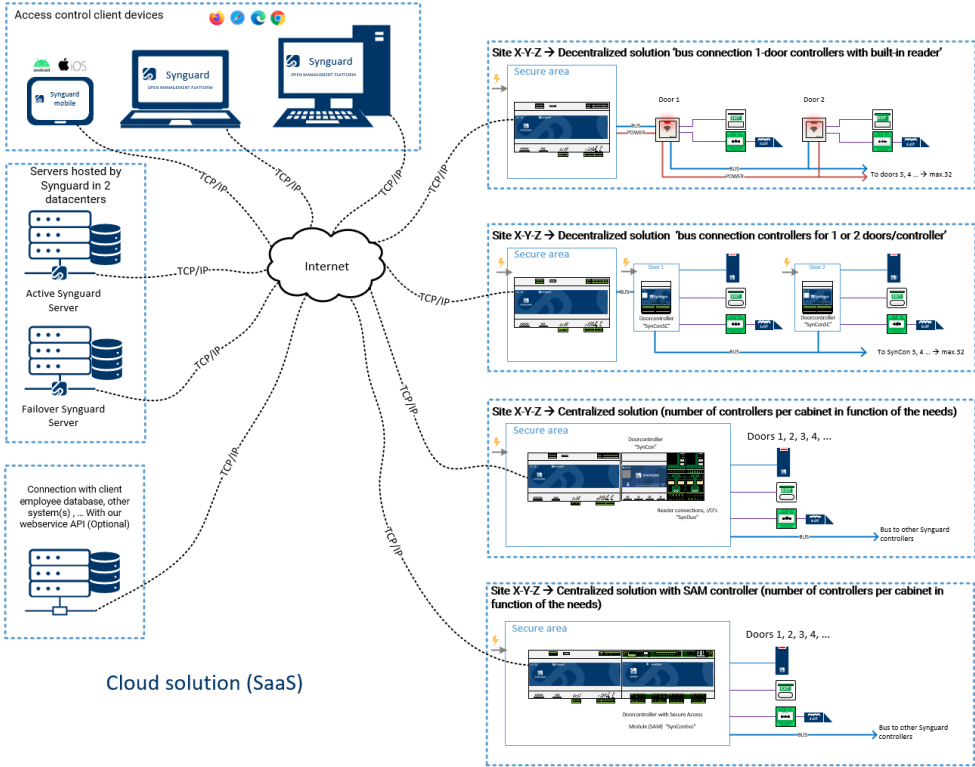 Access control client devices
android
iOS
Synguard
mobile
Synguard
OPEN MANAGEMENT PLATFORM
Synguard
OPEN MANAGEMENT PLATFORM
TCP/IP
TCP/IP
TCP/IP
TCP/IP
Servers hosted by
Synguard in 2
datacenters
Active Synguard
Server
TCP/IP
Internet
TCP/IP
Failover Synguard
Server
TCP/IP
TCP/IP
TCP/IP
TCP/IP
Connection with client
employee database, other
system(s) , ... With our
webservice API (Optional)
Cloud solution (SaaS)
Site X-Y-Z → Decentralized solution 'bus connection 1-door controllers with built-in reader'
Secure area
Door 1
Door 2
BUS
POWER
EXIT
EXIT
BUS
POWER
To doors 3, 4 ... → max.32
Site X-Y-Z → Decentralized solution 'bus connection controllers for 1 or 2 doors/controller'
Secure area
Door 1
Door 2
BUS
EXIT
EXIT
Doorcontroller
"SynConSC"
Doorcontroller
"SynConSC"
BUS
To SynCon 3, 4 ... → max.32
Site X-Y-Z → Centralized solution (number of controllers per cabinet in function of the needs)
Secure area
Doors 1, 2, 3, 4, ...
Doorcontroller
"SynCon"
EXIT
Reader connections, I/O's
"SynDuo"
BUS
Bus to other Synguard
controllers
Site X-Y-Z → Centralized solution with SAM controller (number of controllers per cabinet in
function of the needs)
Secure area
Doors 1, 2, 3, 4, ...
EXIT
Doorcontroller with Secure Access
Module (SAM) "SynConEvo"
BUS
Bus to other Synguard
controllers